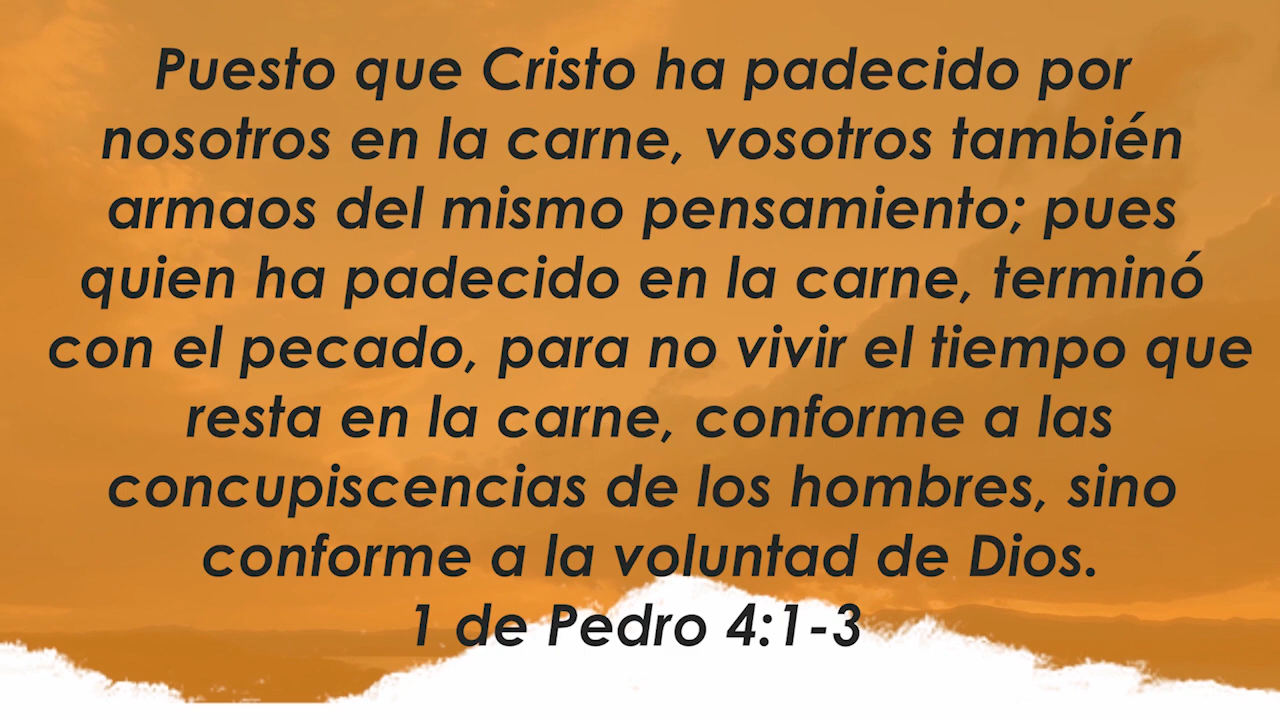 Puesto que Cristo ha padecido por
nosotros en la carne, vosotros también
armaos del mismo pensamiento; pues
quien ha padecido en la carne, terminó
con el pecado, para no vivir el tiempo que
resta en la carne, conforme a las
concupiscencias de los hombres, sino
conforme a la voluntad de Dios.
1 de Pedro 4:1-3